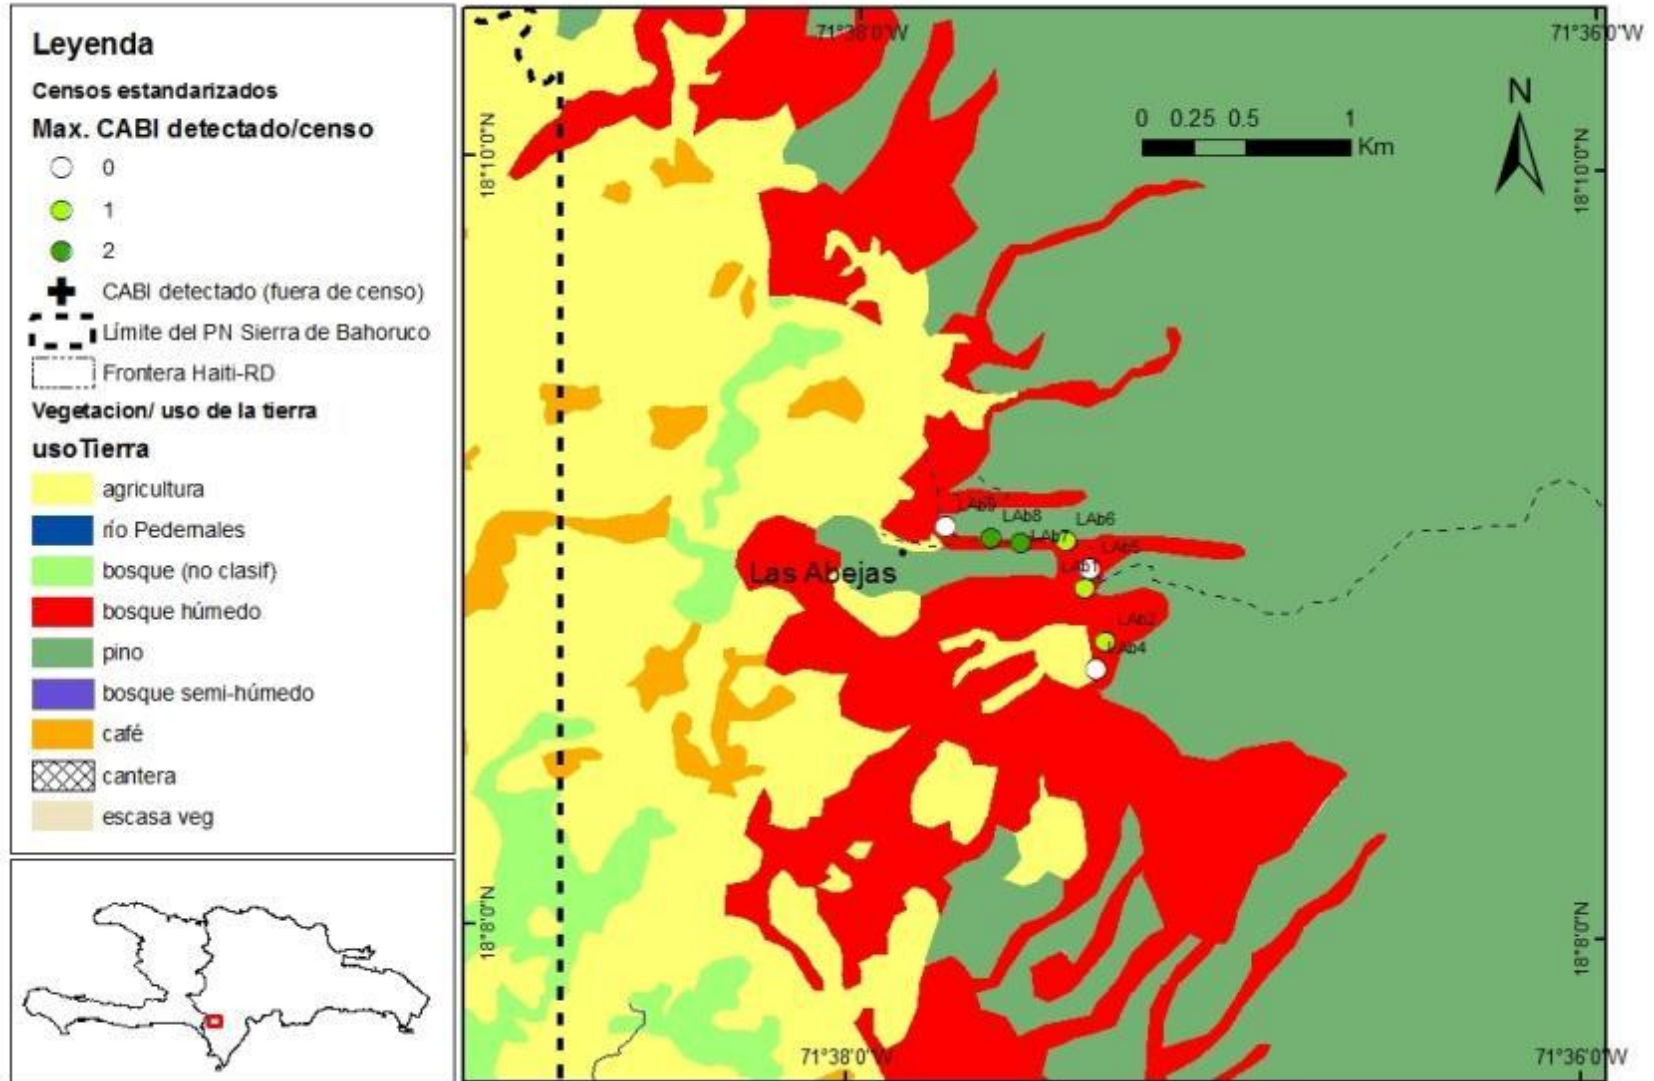 Leyenda
Censos estandarizados
Max. CABI detectado/censo
0
1
2
CABI detectado (fuera de censo)
Límite del PN Sierra de Bahoruco
Frontera Haiti-RD
Vegetacion/ uso de la tierra
usoTierra
agricultura
río Pedernales
bosque (no clasif)
bosque húmedo
pino
bosque semi-húmedo
café
cantera
escasa veg
71°38'0"W
71°36'0"W
N
0 0.25 0.5 1
Km
18°10'0"N
18°10'0"N
LAb9
LAb8
LAb6
LAb7
LAb5
LAb1
Las Abejas
LAb2
LAb4
18°8'0"N
18°8'0"N
71°38'0"W
71°36'0"W